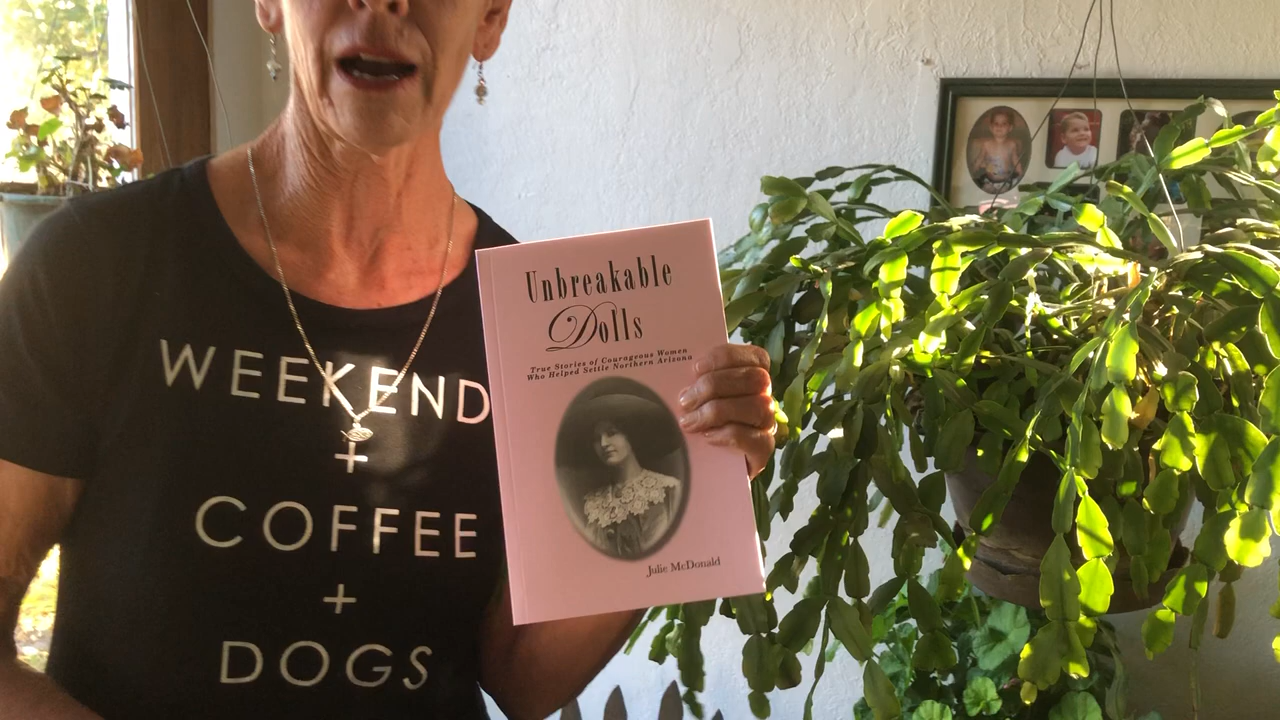 WEEKEND
+
COFFEE
+
DOGS
Unbreakable
Dolls
True Stories of Courageous Women
Who Helped Settle Northern Arizona
Julie McDonald